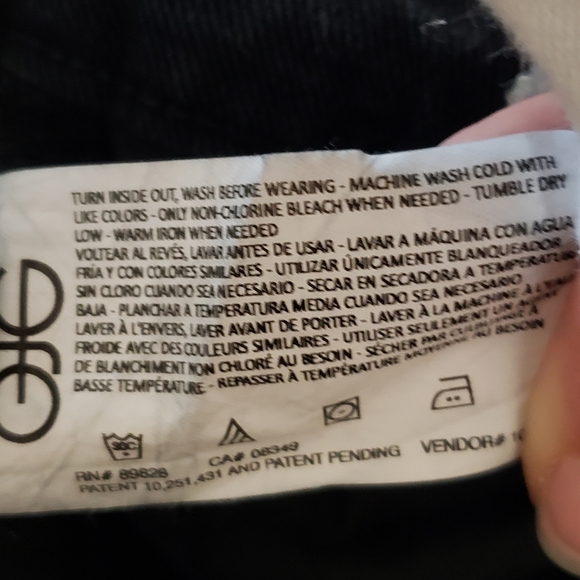 TURN INSIDE OUT, WASH BEFORE WEARING - MACHINE WASH COLD WITH
LIKE COLORS - ONLY NON-CHLORINE BLEACH WHEN NEEDED - TUMBLE DRY
LOW - WARM IRON WHEN NEEDED
VOLTEAR AL REVÉS, LAVAR ANTES DE USAR - LAVAR A MÁQUINA CON AGUA
FRÍA Y CON COLORES SIMILARES - UTILIZAR ÚNICAMENTE BLANQUEADOR
SIN CLORO CUANDO SEA NECESARIO - SECAR EN SECADORA A TEMPERATURA
BAJA - PLANCHAR A TEMPERATURA MEDIA CUANDO SEA NECESARIO
LAVER À L'ENVERS, LAVER AVANT DE PORTER - LAVER À LA MACHINE À
FROIDE AVEC DES COULEURS SIMILAIRES - UTILISER SEULEMENT UN
DE BLANCHIMENT NON CHLORÉ AU BESOIN - SÉCHER PAR À
BASSE TEMPÉRATURE - REPASSER À TEMPÉRATURE MOYENNE AU BESOIN
30C
RN# 89828 CA# 08349
PATENT 10,251,431 AND PATENT PENDING VENDOR#